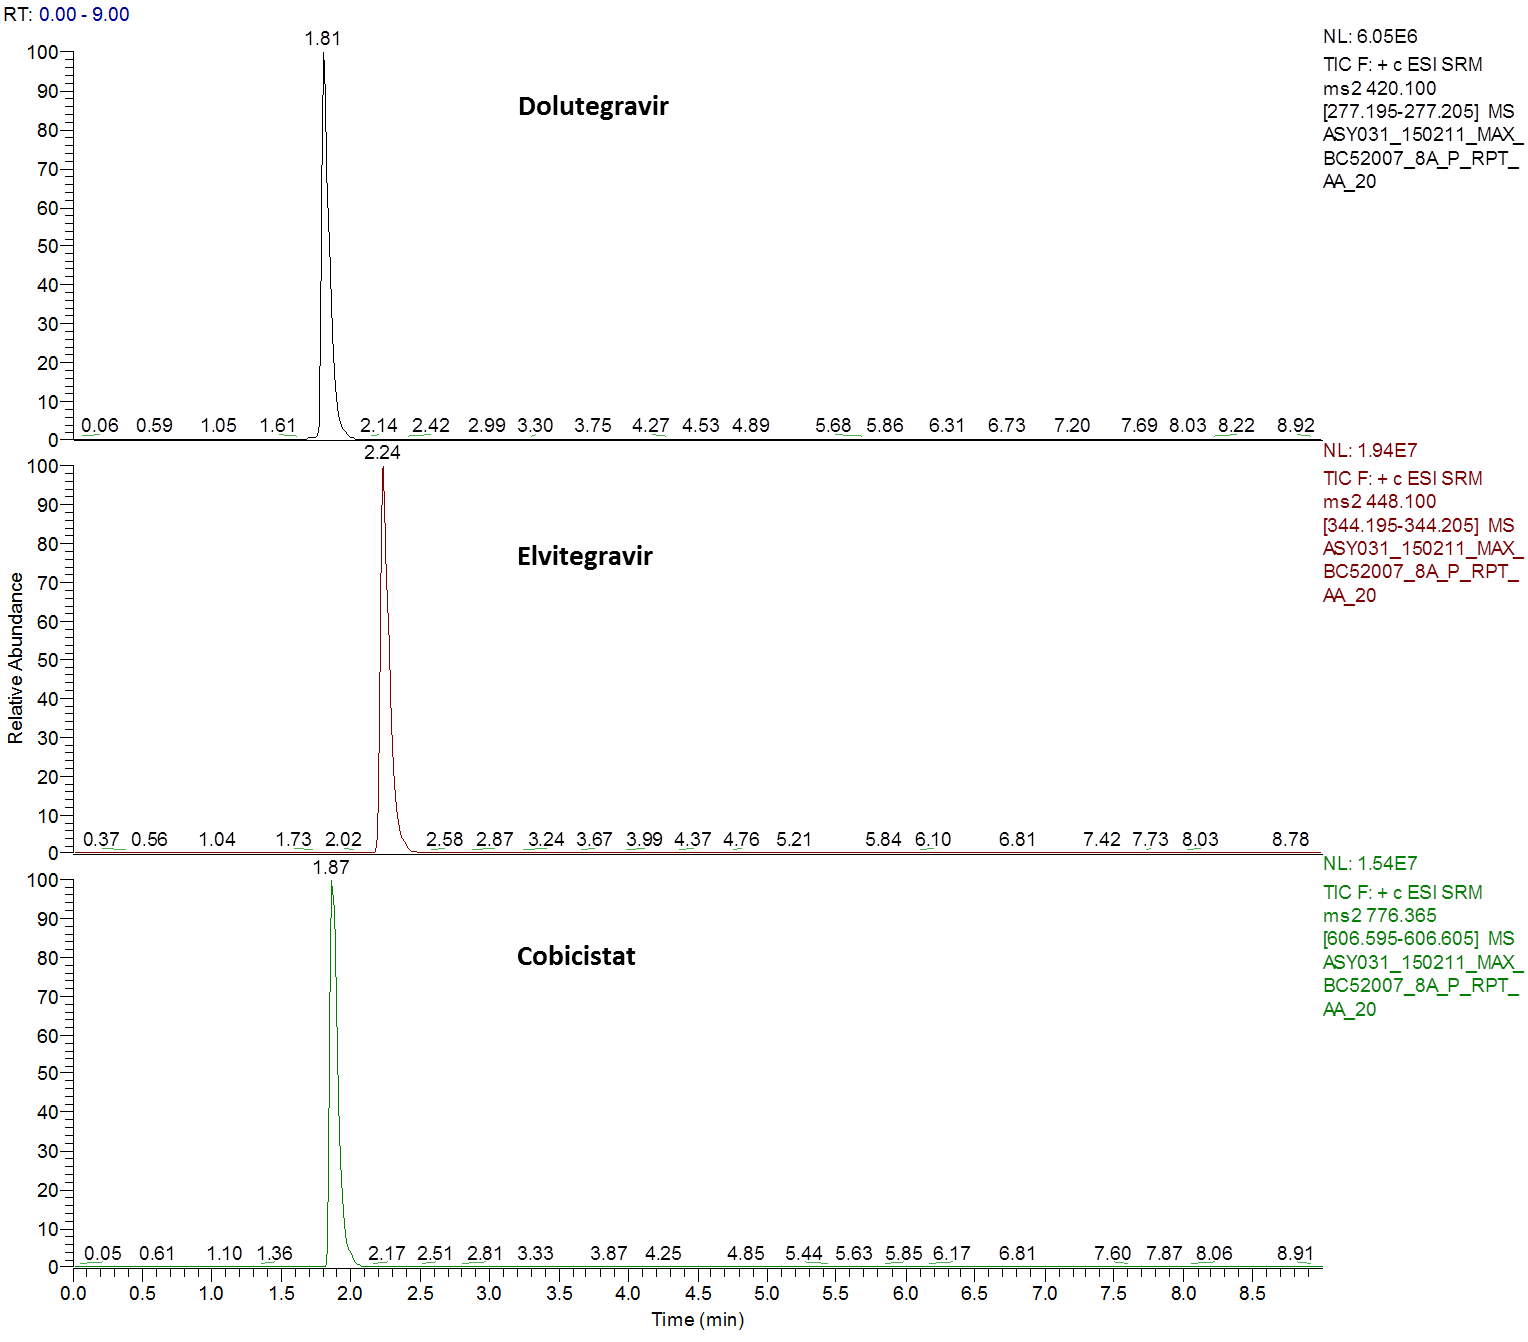 RT: 0.00 - 9.00
1.81
100
90
80
70
60
50
40
30
20
10
0
Dolutegravir
0.06 0.59 1.05 1.61 2.14 2.42 2.99 3.30 3.75 4.27 4.53 4.89 5.68 5.86 6.31 6.73 7.20 7.69 8.03 8.22 8.92
NL: 6.05E6
TIC F: + c ESI SRM
ms2 420.100
[277.195-277.205] MS
ASY031_150211_MAX_
BC52007_8A_P_RPT_
AA_20
2.24
100
90
80
70
60
50
40
30
20
10
0
Elvitegravir
0.37 0.56 1.04 1.73 2.02 2.58 2.87 3.24 3.67 3.99 4.37 4.76 5.21 5.84 6.10 6.81 7.42 7.73 8.03 8.78
NL: 1.94E7
TIC F: + c ESI SRM
ms2 448.100
[344.195-344.205] MS
ASY031_150211_MAX_
BC52007_8A_P_RPT_
AA_20
Relative Abundance
1.87
100
90
80
70
60
50
40
30
20
10
0
Cobicistat
0.05 0.61 1.10 1.36 2.17 2.51 2.81 3.33 3.87 4.25 4.85 5.44 5.63 5.85 6.17 6.81 7.60 7.87 8.06 8.91
NL: 1.54E7
TIC F: + c ESI SRM
ms2 776.365
[606.595-606.605] MS
ASY031_150211_MAX_
BC52007_8A_P_RPT_
AA_20
0.0 0.5 1.0 1.5 2.0 2.5 3.0 3.5 4.0 4.5 5.0 5.5 6.0 6.5 7.0 7.5 8.0 8.5
Time (min)